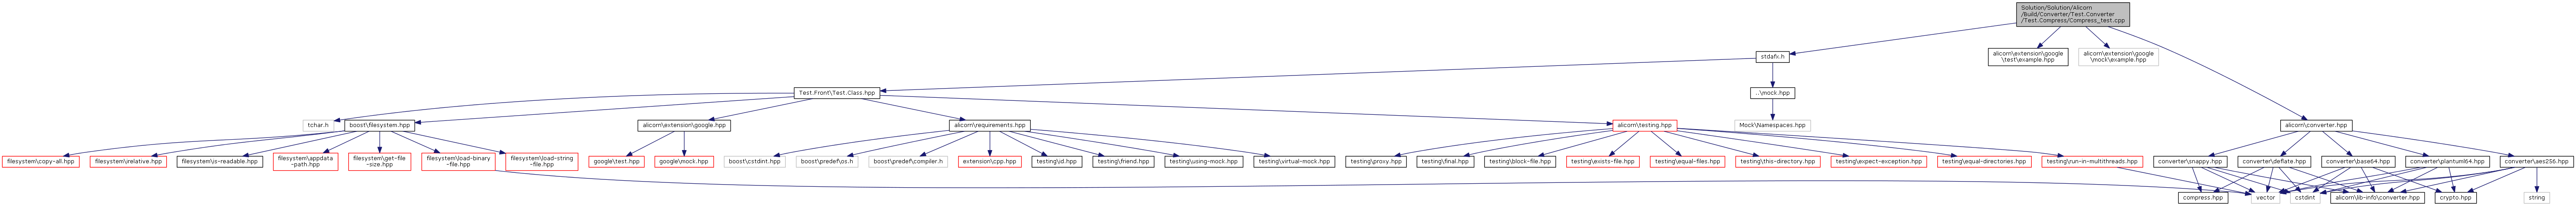 Solution/Solution/Alicorn
/Build/Converter/Test.Converter
/Test.Compress/Compress_test.cpp
stdafx.h
alicorn\extension\google
\test\example.hpp
alicorn\extension\google
\mock\example.hpp
Test.Front\Test.Class.hpp
..\mock.hpp
tchar.h
boost\filesystem.hpp
alicorn\extension\google.hpp
alicorn\requirements.hpp
alicorn\testing.hpp
Mock\Namespaces.hpp
alicorn\converter.hpp
filesystem\copy-all.hpp
filesystem\relative.hpp
filesystem\is-readable.hpp
filesystem\appdata
-path.hpp
filesystem\get-file
-size.hpp
filesystem\load-binary
-file.hpp
filesystem\load-string
-file.hpp
google\test.hpp
google\mock.hpp
boost\cstdint.hpp
boost\predef\os.h
boost\predef\compiler.h
extension\cpp.hpp
testing\id.hpp
testing\friend.hpp
testing\using-mock.hpp
testing\virtual-mock.hpp
testing\proxy.hpp
testing\final.hpp
testing\block-file.hpp
testing\exists-file.hpp
testing\equal-files.hpp
testing\this-directory.hpp
testing\expect-exception.hpp
testing\equal-directories.hpp
testing\run-in-multithreads.hpp
converter\snappy.hpp
converter\deflate.hpp
converter\base64.hpp
converter\plantuml64.hpp
converter\aes256.hpp
compress.hpp
vector
cstdint
alicorn\lib-info\converter.hpp
crypto.hpp
string